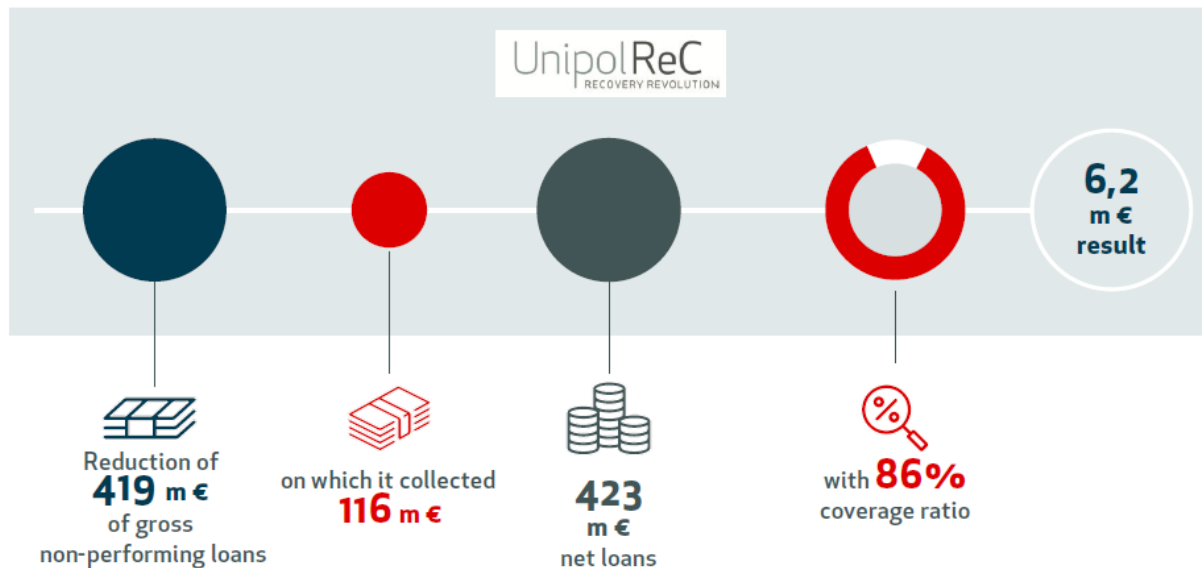 UnipolReC
RECOVERY REVOLUTION
6,2
m €
result
Reduction of
419 m €
of gross
non-performing loans
on which it collected
116 m €
423
m €
net loans
%
with 86%
coverage ratio